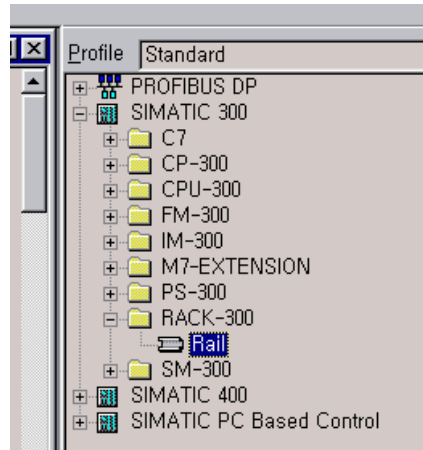 Profile Standard
PROFIBUS DP
SIMATIC 300
C7
CP-300
CPU-300
FM-300
IM-300
M7-EXTENSION
PS-300
RACK-300
Rail
SM-300
SIMATIC 400
SIMATIC PC Based Control